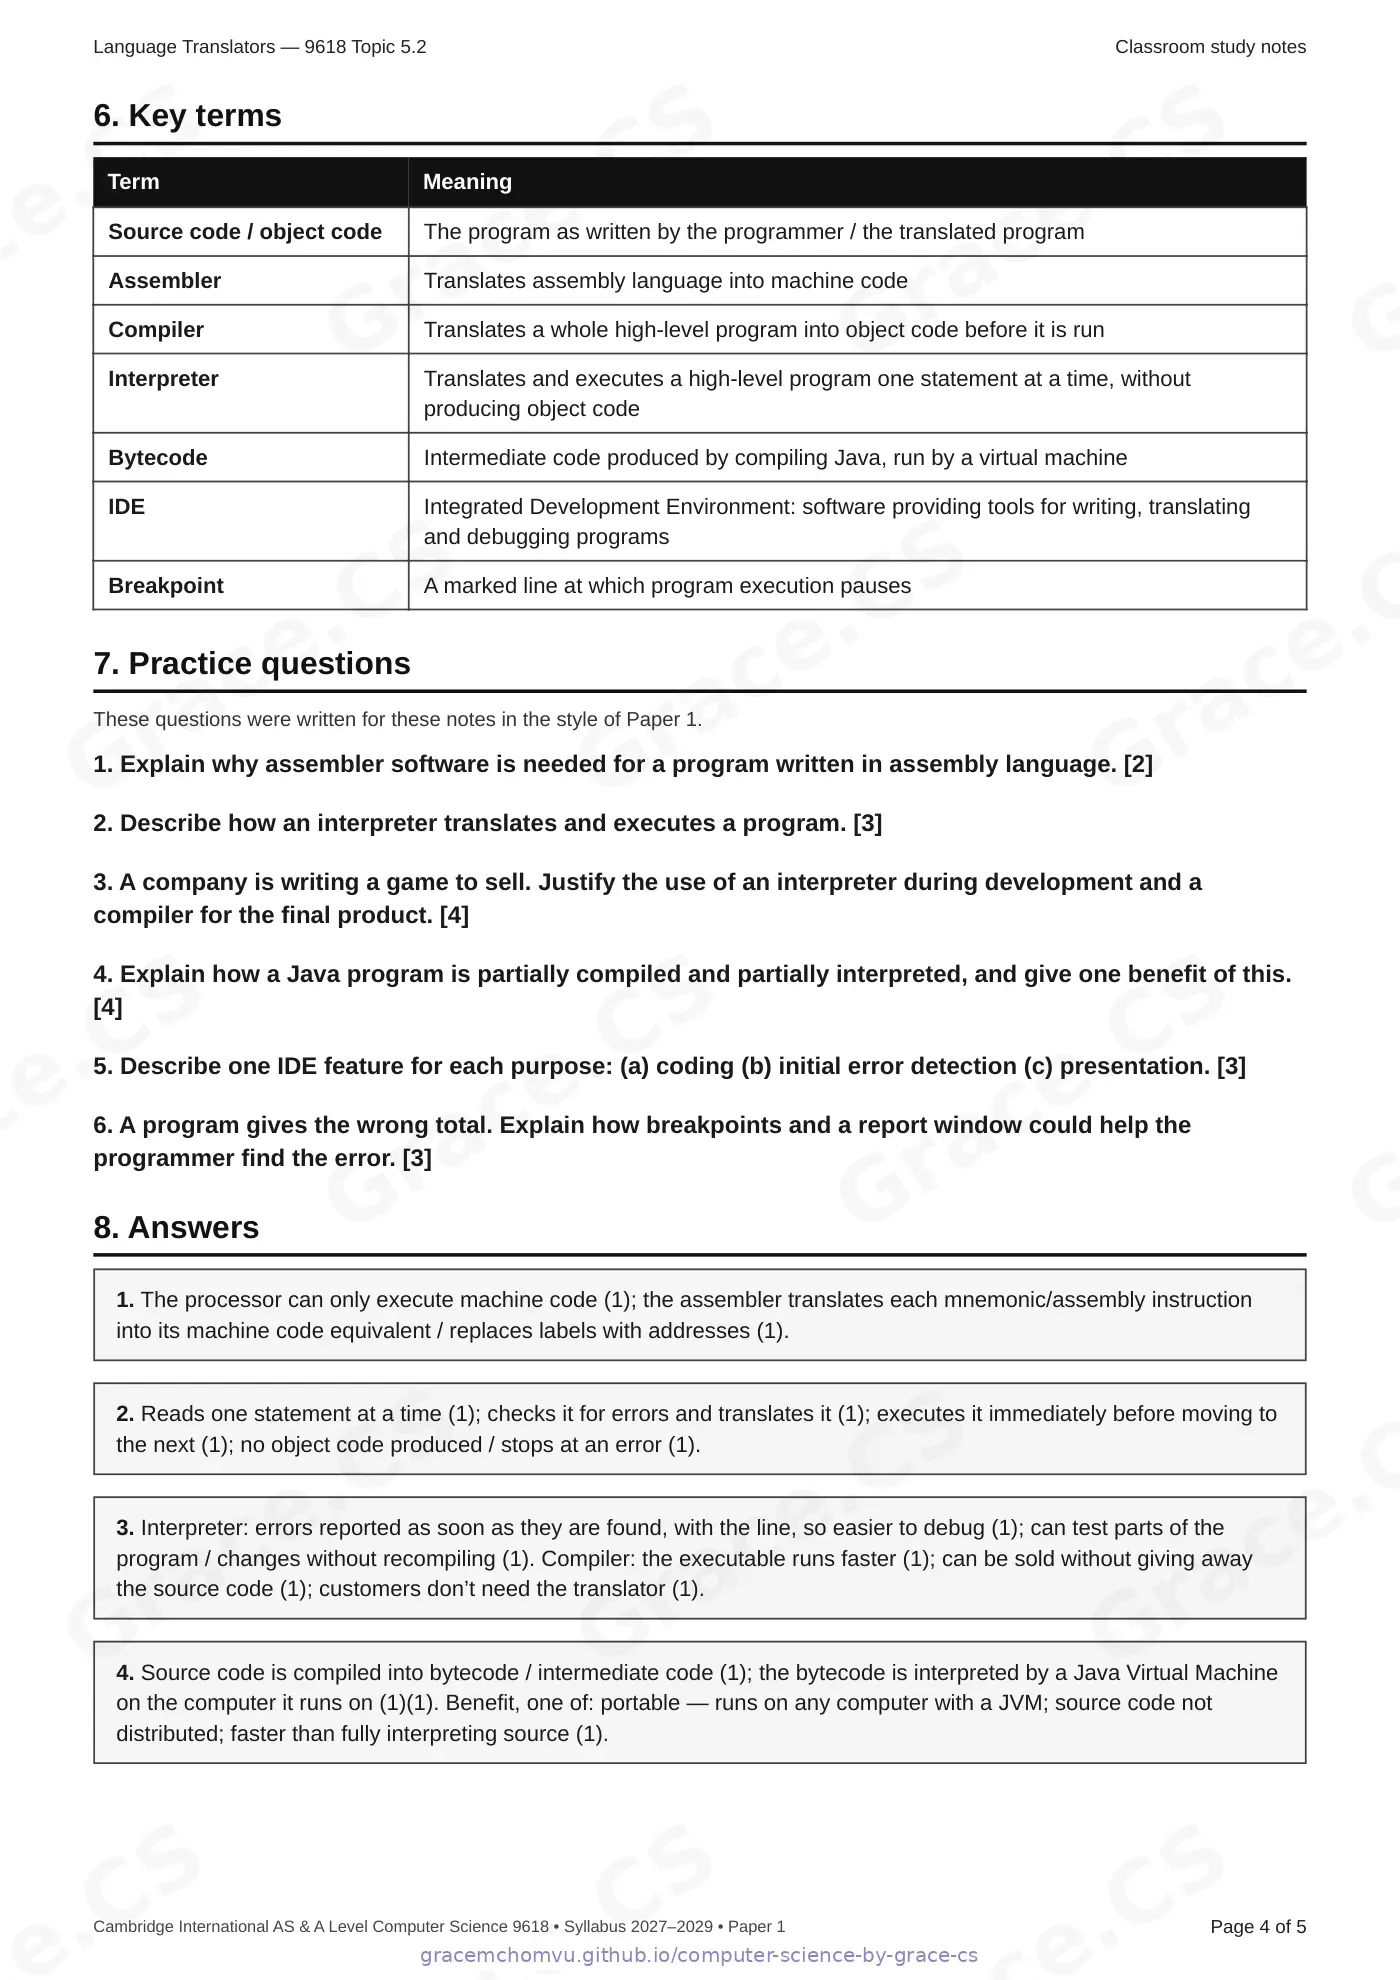 Language Translators — 9618 Topic 5.2
Classroom study notes
6. Key terms
Term
Meaning
Source code / object code
The program as written by the programmer / the translated program
Assembler
Translates assembly language into machine code
Compiler
Translates a whole high-level program into object code before it is run
Interpreter
Translates and executes a high-level program one statement at a time, without
producing object code
Bytecode
Intermediate code produced by compiling Java, run by a virtual machine
IDE
Integrated Development Environment: software providing tools for writing, translating
and debugging programs
Breakpoint
A marked line at which program execution pauses
7. Practice questions
These questions were written for these notes in the style of Paper 1.
1. Explain why assembler software is needed for a program written in assembly language. [2]
2. Describe how an interpreter translates and executes a program. [3]
3. A company is writing a game to sell. Justify the use of an interpreter during development and a
compiler for the final product. [4]
4. Explain how a Java program is partially compiled and partially interpreted, and give one benefit of this.
[4]
5. Describe one IDE feature for each purpose: (a) coding (b) initial error detection (c) presentation. [3]
6. A program gives the wrong total. Explain how breakpoints and a report window could help the
programmer find the error. [3]
8. Answers
1. The processor can only execute machine code (1); the assembler translates each mnemonic/assembly instruction
into its machine code equivalent / replaces labels with addresses (1).
2. Reads one statement at a time (1); checks it for errors and translates it (1); executes it immediately before moving to
the next (1); no object code produced / stops at an error (1).
3. Interpreter: errors reported as soon as they are found, with the line, so easier to debug (1); can test parts of the
program / changes without recompiling (1). Compiler: the executable runs faster (1); can be sold without giving away
the source code (1); customers don’t need the translator (1).
4. Source code is compiled into bytecode / intermediate code (1); the bytecode is interpreted by a Java Virtual Machine
on the computer it runs on (1)(1). Benefit, one of: portable — runs on any computer with a JVM; source code not
distributed; faster than fully interpreting source (1).
Cambridge International AS & A Level Computer Science 9618 • Syllabus 2027–2029 • Paper 1
Page 4 of 5
gracemchomvu.github.io/computer-science-by-grace-cs
Grace.CS